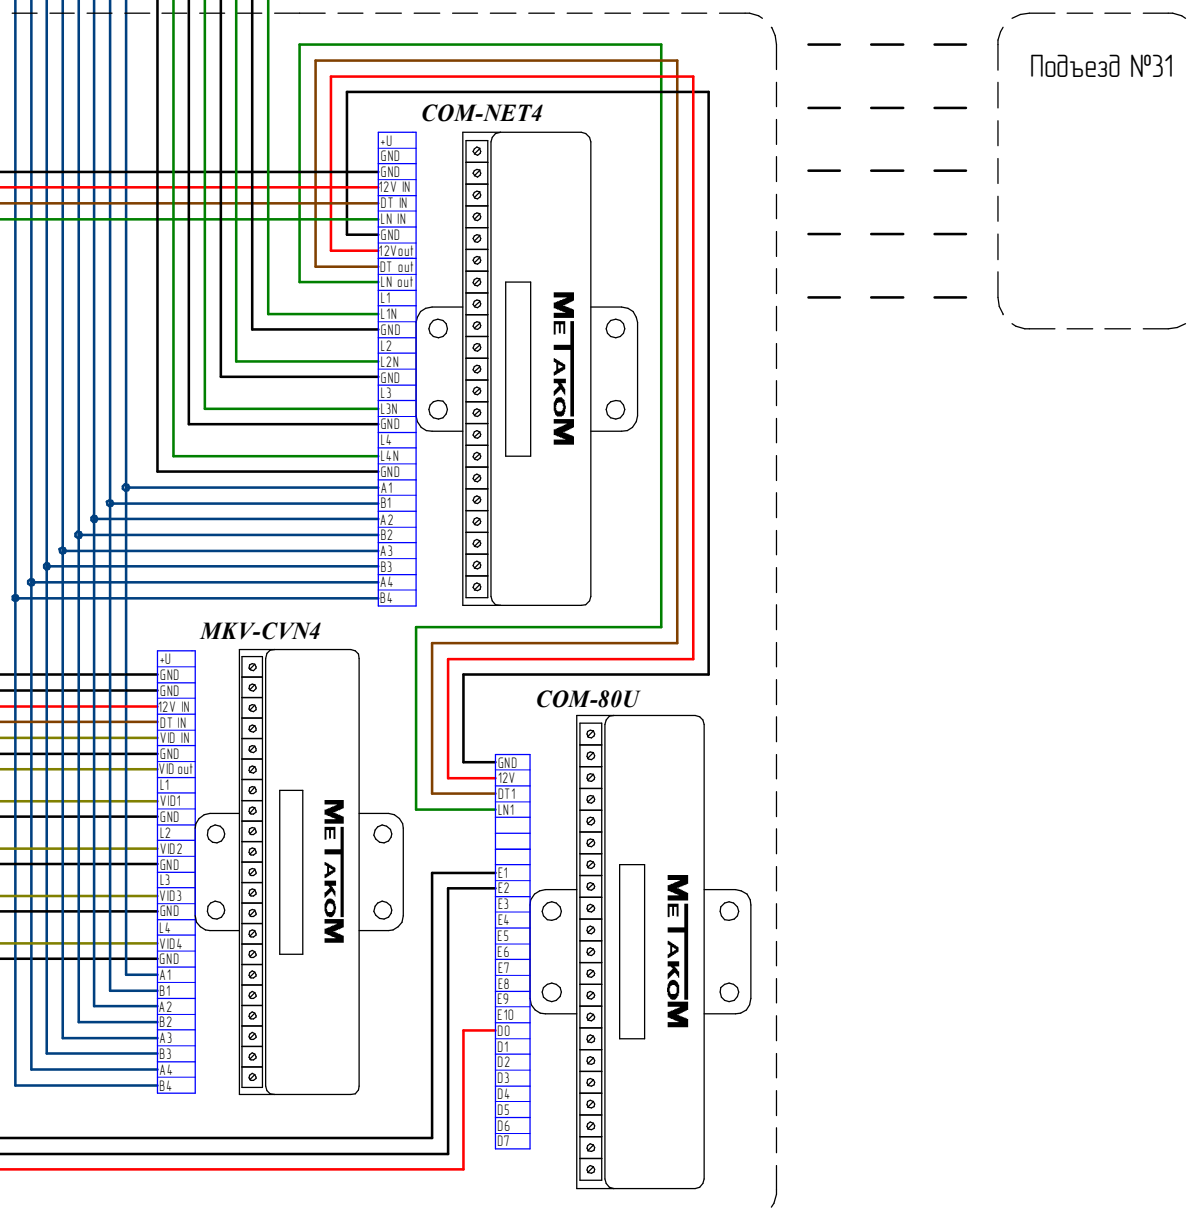 Подъезд №31
COM-NET4
+U
GND
GND
12V IN
DT IN
LN IN
GND
12Vout
DT out
LN out
L1
L1N
GND
L2
L2N
GND
L3
L3N
GND
L4
L4N
GND
A1
B1
A2
B2
A3
B3
A4
B4
МЕТАКОМ
MKV-CVN4
+U
GND
GND
12V IN
DT IN
VID IN
GND
VID out
L1
VID1
GND
L2
VID2
GND
L3
VID3
GND
L4
VID4
GND
A1
B1
A2
B2
A3
B3
A4
B4
МЕТАКОМ
COM-80U
GND
12V
DT1
LN1
E1
E2
E3
E4
E5
E6
E7
E8
E9
E10
D0
D1
D2
D3
D4
D5
D6
D7
МЕТАКОМ